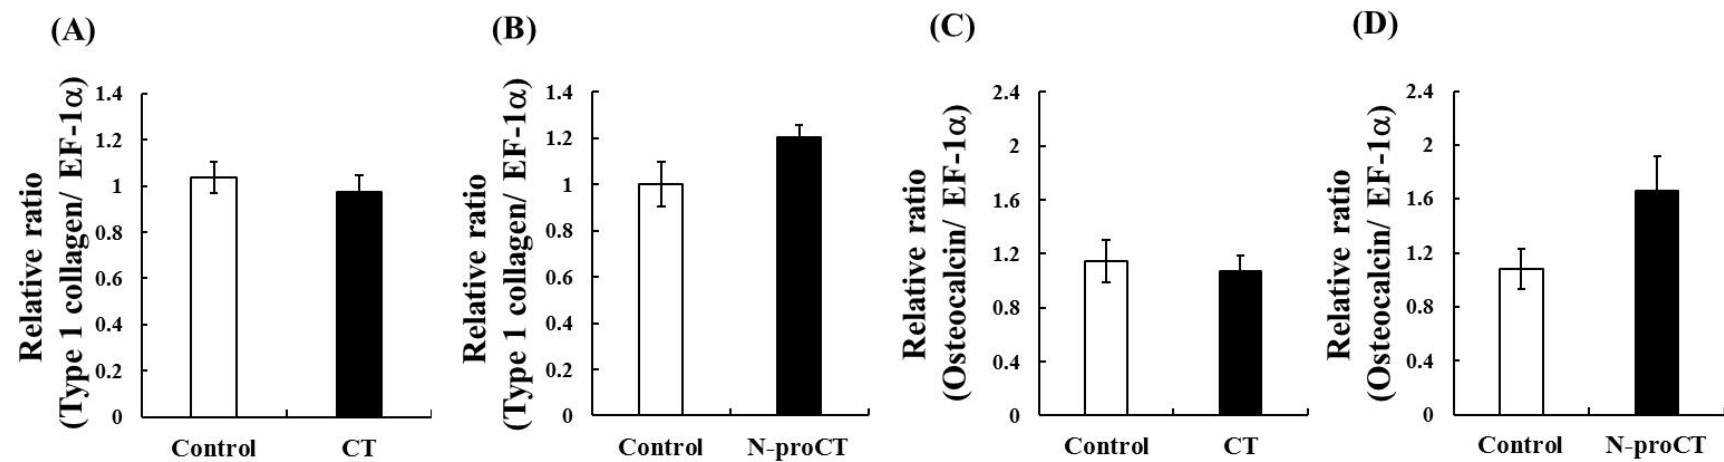 (A)
Relative ratio
(Type 1 collagen/ EF-1α)
1.4
1.2
1
0.8
0.6
0.4
0.2
0
Control
CT
(B)
Relative ratio
(Type 1 collagen/ EF-1α)
1.4
1.2
1
0.8
0.6
0.4
0.2
0
Control
N-proCT
(C)
Relative ratio
(Osteocalcin/ EF-1α)
2.4
2
1.6
1.2
0.8
0.4
0
Control
CT
(D)
Relative ratio
(Osteocalcin/ EF-1α)
2.4
2
1.6
1.2
0.8
0.4
0
Control
N-proCT